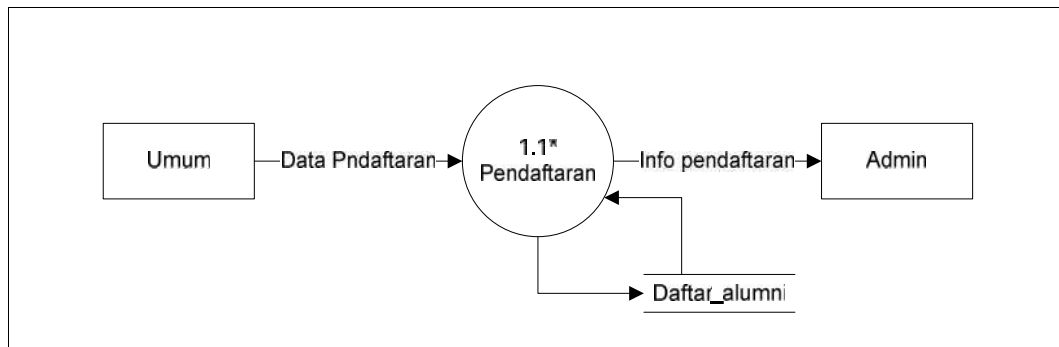 Umum
Data Pndaftaran
1.1*
Pendaftaran
Info pendaftaran
Admin
Daftar_alumni